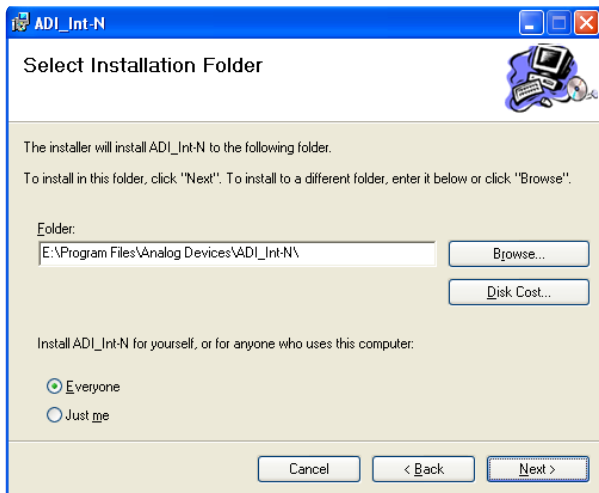 ADI_Int-N
Select Installation Folder
The installer will install ADI_Int-N to the following folder.
To install in this folder, click "Next". To install to a different folder, enter it below or click "Browse".
Folder:
E:\Program Files\Analog Devices\ADI_Int-N\
Browse...
Disk Cost...
Install ADI_Int-N for yourself, or for anyone who uses this computer:
Everyone
Just me
Cancel
< Back
Next >